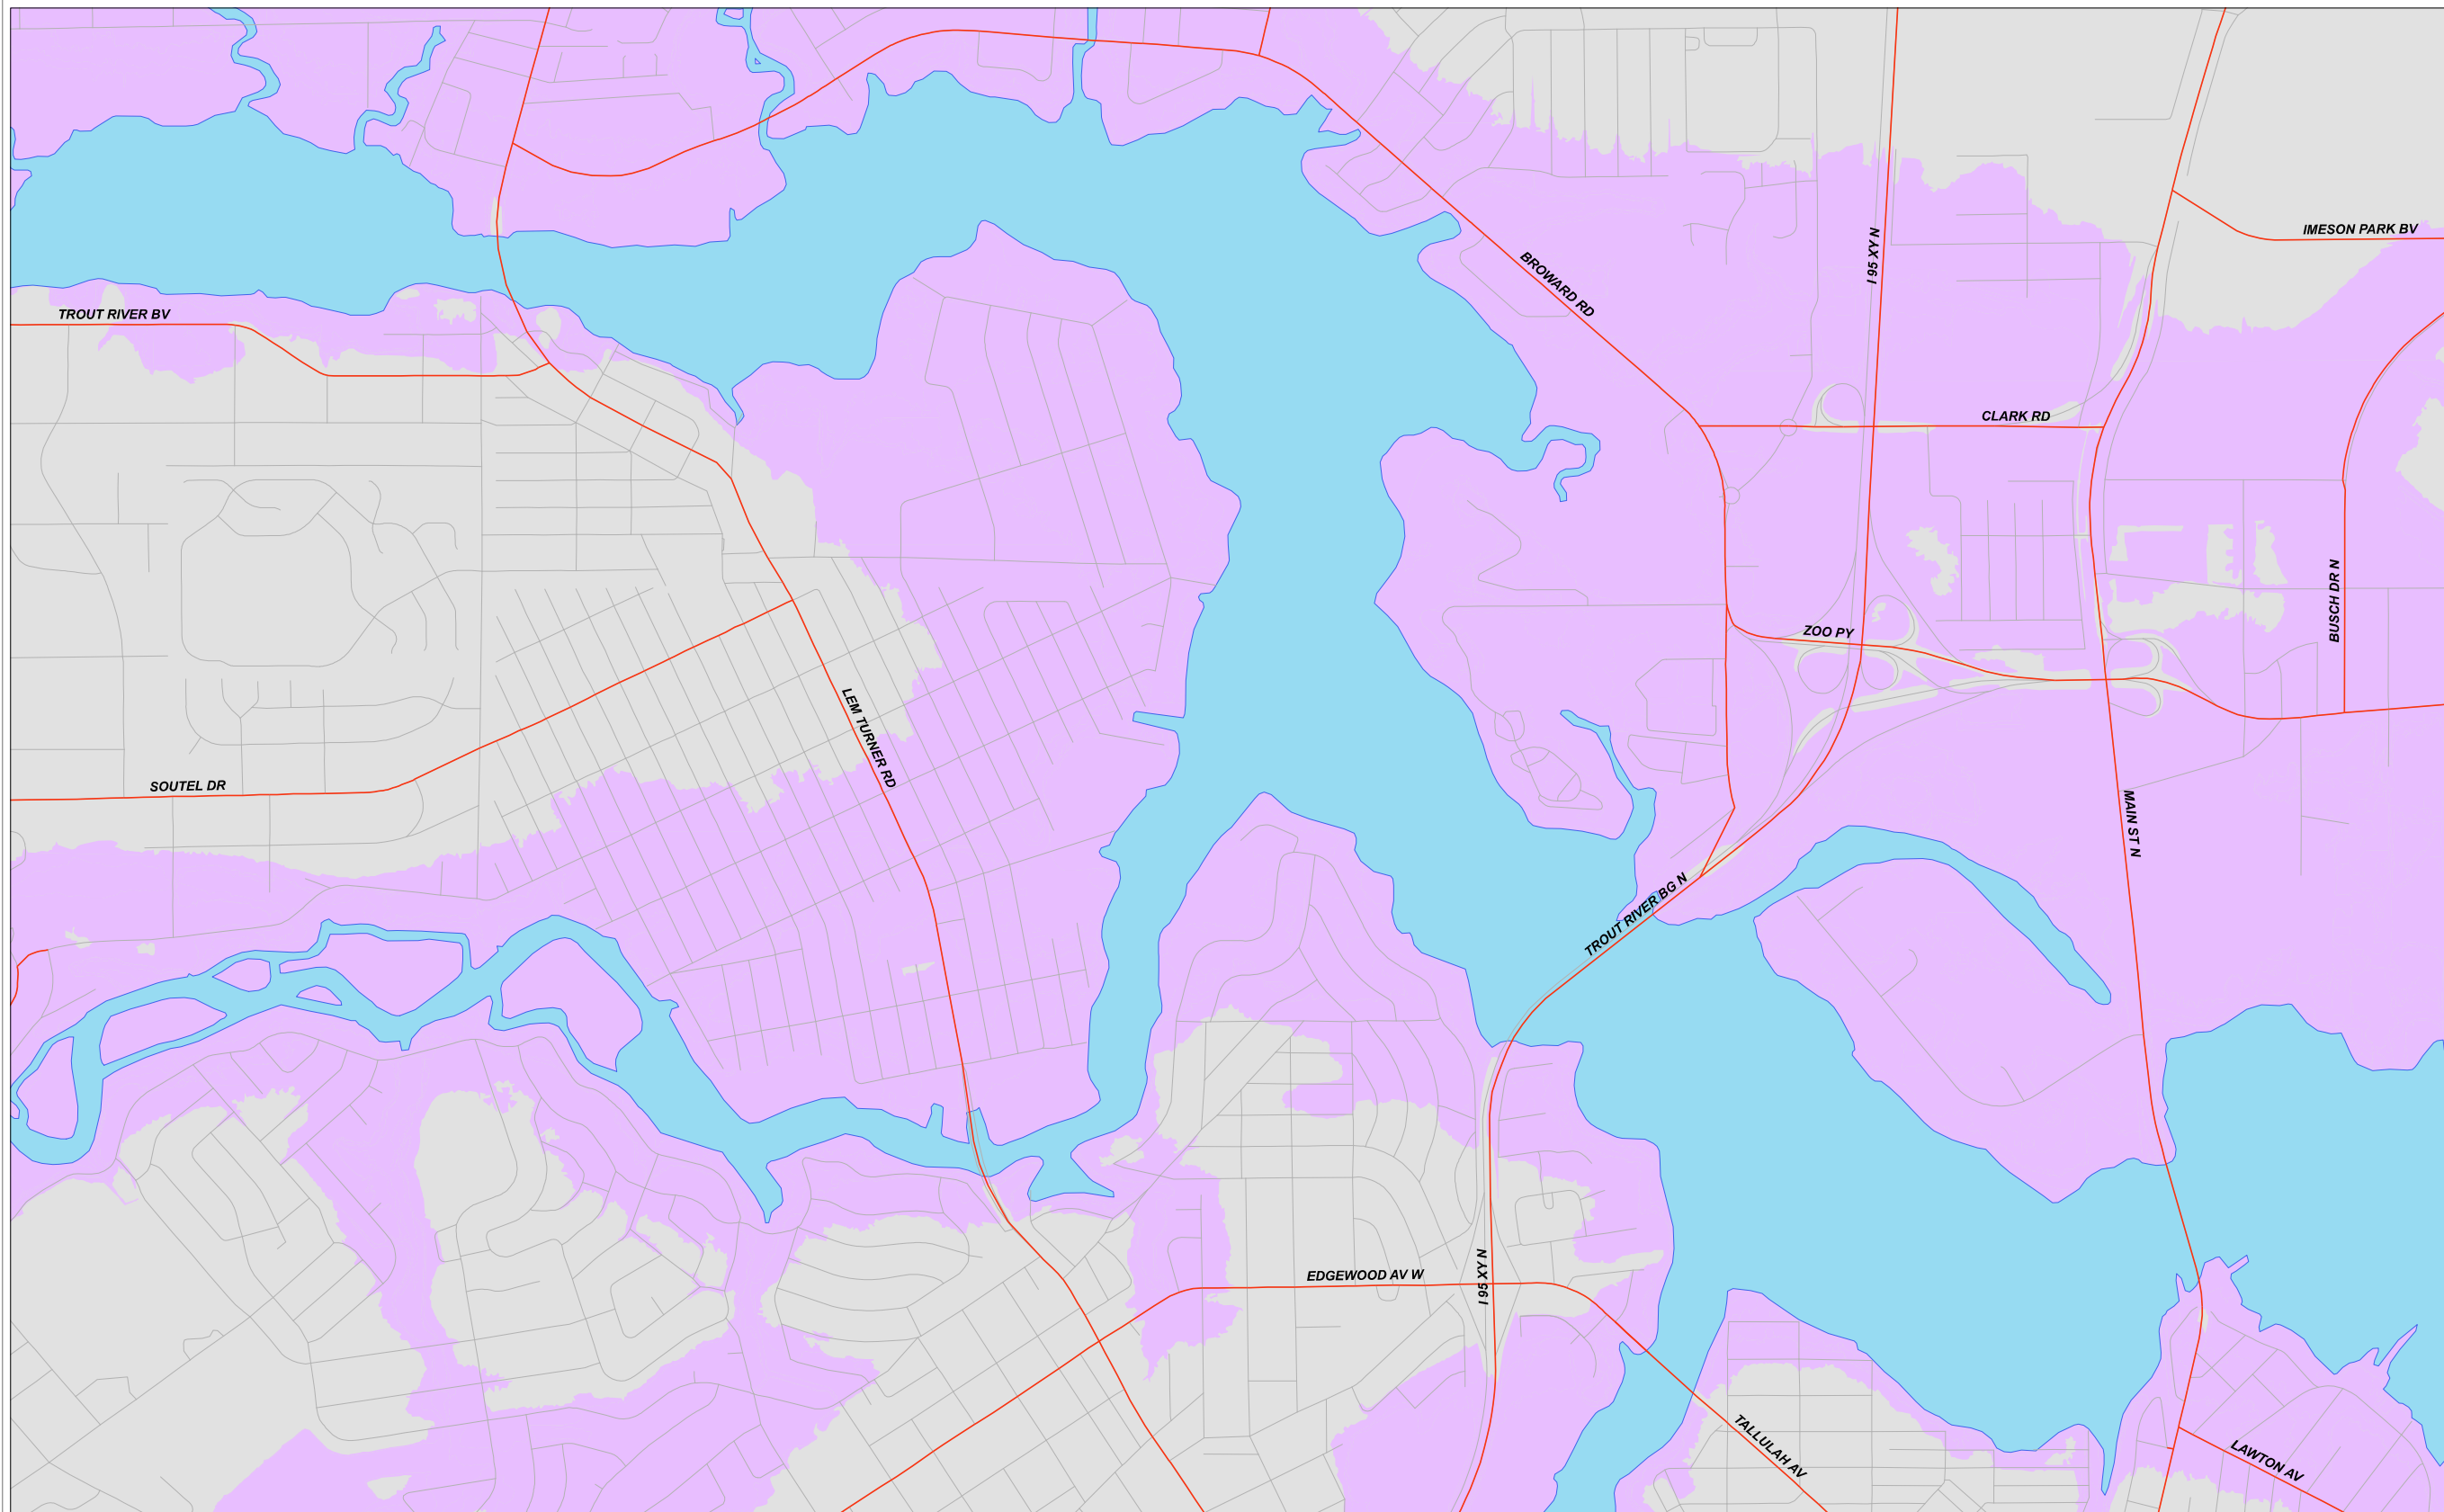 IMESON PARK BV
BROWARD RD
I 95 XY N
TROUT RIVER BV
CLARK RD
BUSCH DR N
ZOO PY
LEM TURNER RD
SOUTEL DR
MAIN ST N
TROUT RIVER BG N
EDGEWOOD AV W
I 95 XY N
TALLULAH AV
LAWTON AV